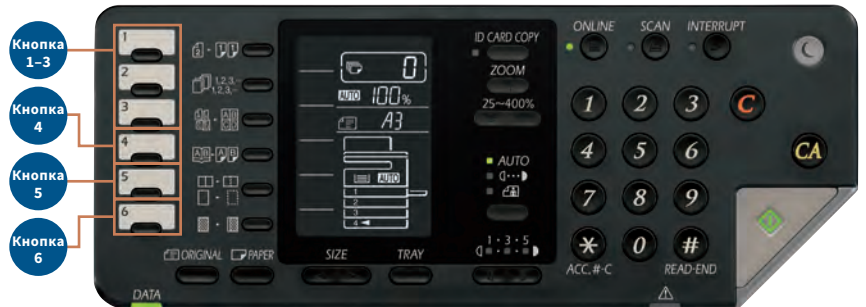 Кнопка
1–3
Кнопка
4
Кнопка
5
Кнопка
6
1
2
3
4
5
6
1,2,3,··
1,2,3,··
A B
C D
A B
A B
ORIGINAL
PAPER
DATA
0
AUTO
100%
A3
AUTO
1
2
3
4
SIZE
TRAY
ID CARD COPY
ZOOM
25~400%
AUTO
1 · 3 · 5
ONLINE
SCAN
INTERRUPT
1
2
3
C
4
5
6
CA
7
8
9
*
0
#
ACC.#-C
READ-END